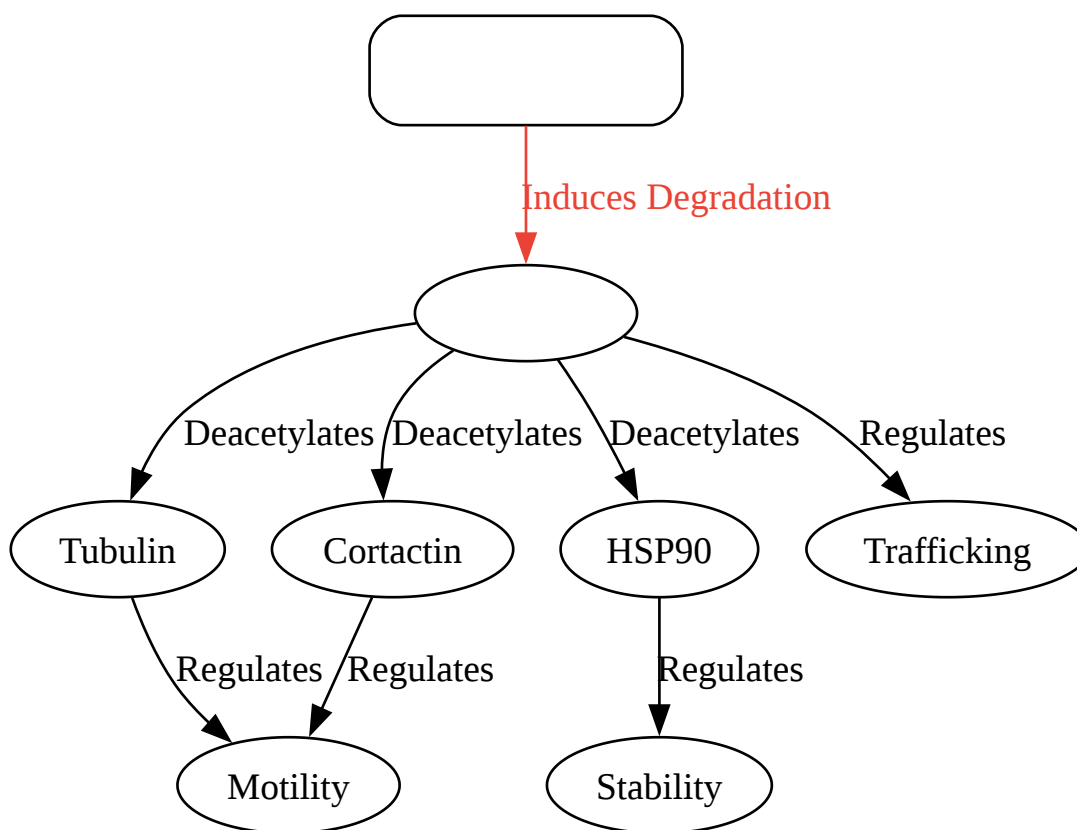 Induces Degradation
Deacetylates Deacetylates Deacetylates Regulates
Tubulin Cortactin HSP90 Trafficking
Regulates Regulates Regulates
Motility Stability